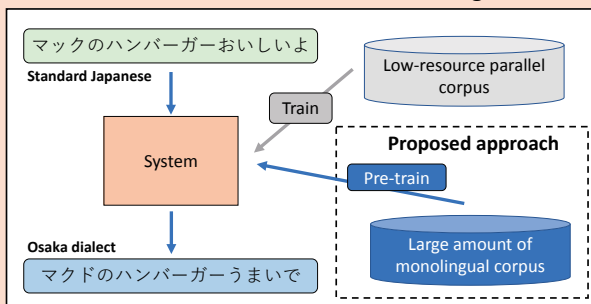 マックのハンバーガーおいしいよ
Standard Japanese
Low-resource parallel
corpus
Train
System
Proposed approach
Pre-train
Large amount of
monolingual corpus
Osaka dialect
マクドのハンバーガーうまいで